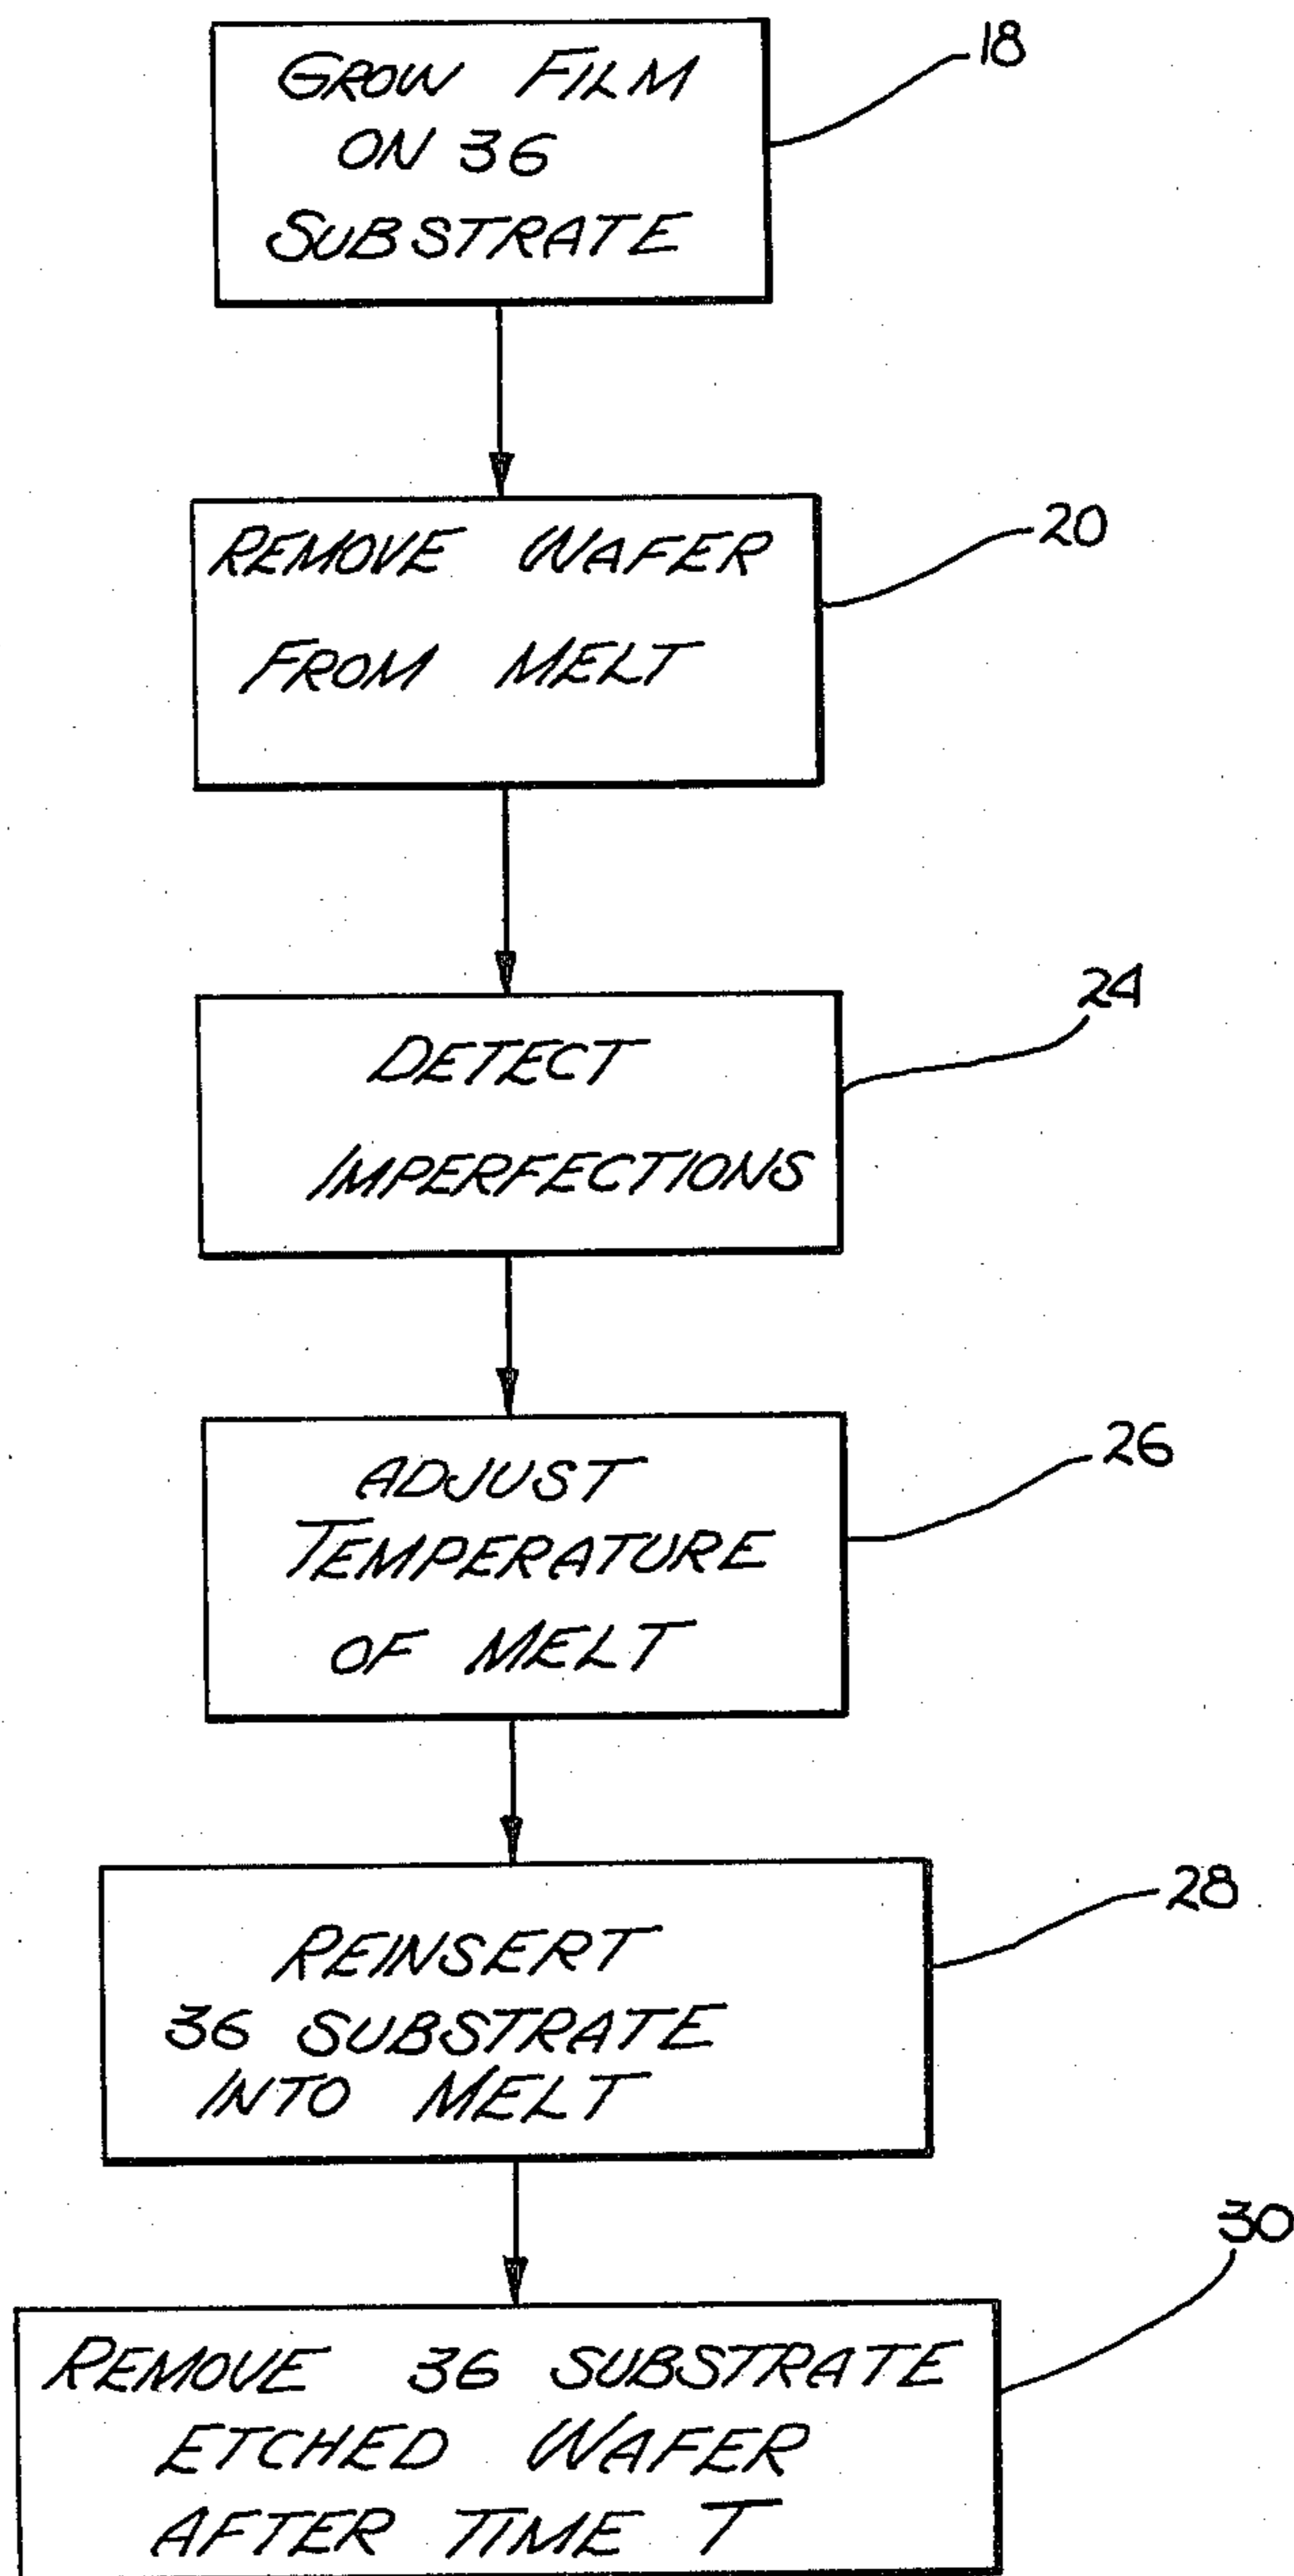 GROW FILM
ON 36
SUBSTRATE
18
REMOVE WAFER
FROM MELT
20
DETECT
IMPERFECTIONS
24
ADJUST
TEMPERATURE
OF MELT
26
REINSERT
36 SUBSTRATE
INTO MELT
28
REMOVE 36 SUBSTRATE
ETCHED WAFER
AFTER TIME T
30